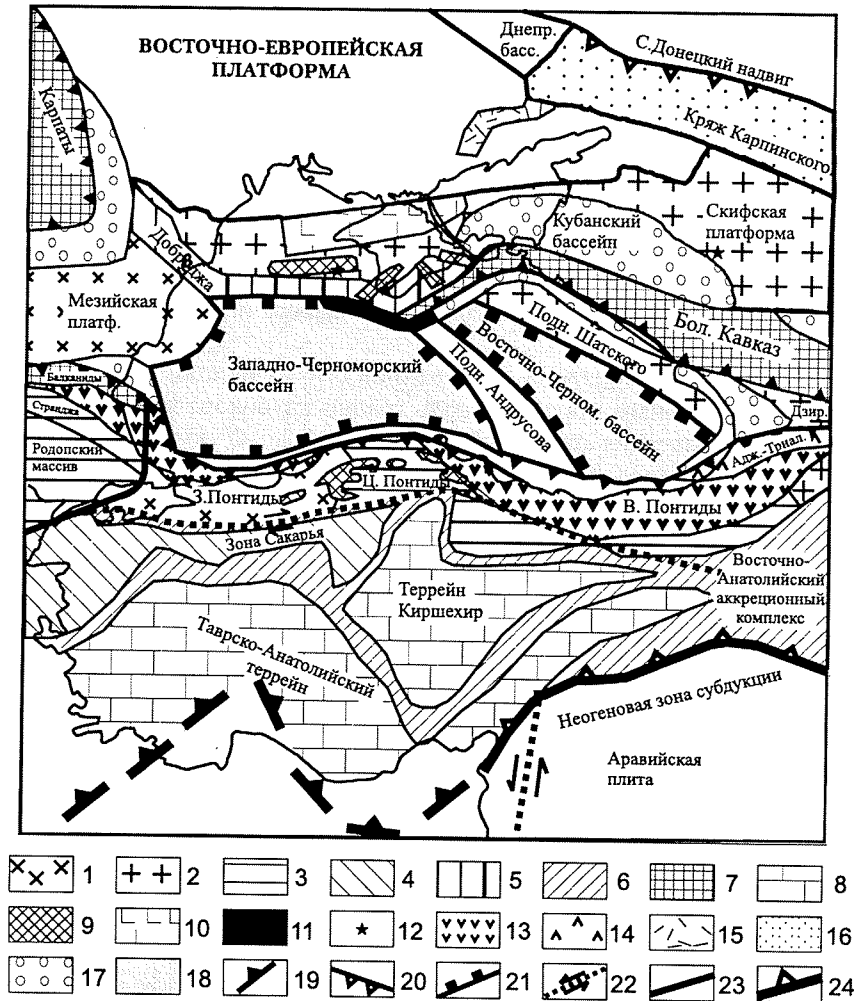 ВОСТОЧНО-ЕВРОПЕЙСКАЯ
ПЛАТФОРМА
Днепр.
басс.
С.Донецкий надвиг
Кряж Карпинского
Карпаты
Скифская
платформа
Кубанский
бассейн
Добруджа
Мезийская
платф.
Бол. Кавказ
Подн. Шатского
Западно-Черноморский
бассейн
Восточно-Черном. бассейн
Подн. Андрусова
Балканиды
Странджа
Дзир.
Родопский
массив
Адж.-Триал.
Ц. Понтиды
З.Понтиды
В. Понтиды
Зона Сакарья
Восточно-
Анатолийский
аккреционный
комплекс
Террейн
Киршехир
Таврско-Анатолийский
террейн
Неогеновая зона субдукции
Аравийская
плита
1 2 3 4 5 6 7 8
9 10 11 12 13 14 15 16
17 18 19 20 21 22 23 24